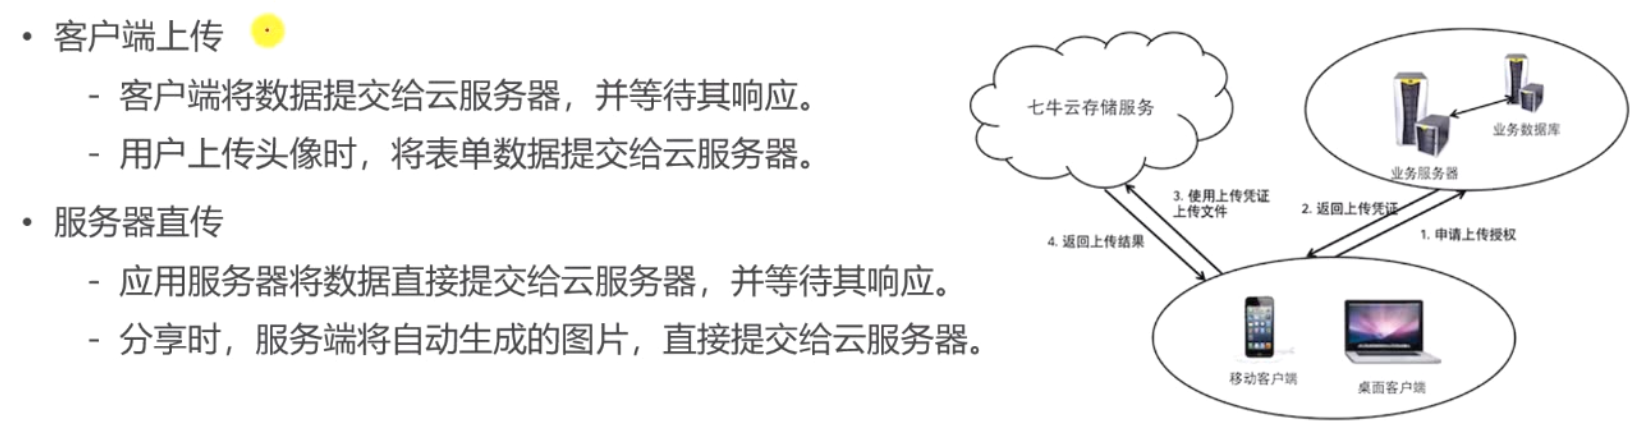 • 客户端上传
- 客户端将数据提交给云服务器，并等待其响应。
- 用户上传头像时，将表单数据提交给云服务器。
• 服务器直传
- 应用服务器将数据直接提交给云服务器，并等待其响应。
- 分享时，服务端将自动生成的图片，直接提交给云服务器。
七牛云存储服务
业务数据库
业务服务器
3. 使用上传凭证
上传文件
2. 返回上传凭证
1. 申请上传授权
4. 返回上传结果
移动客户端
桌面客户端